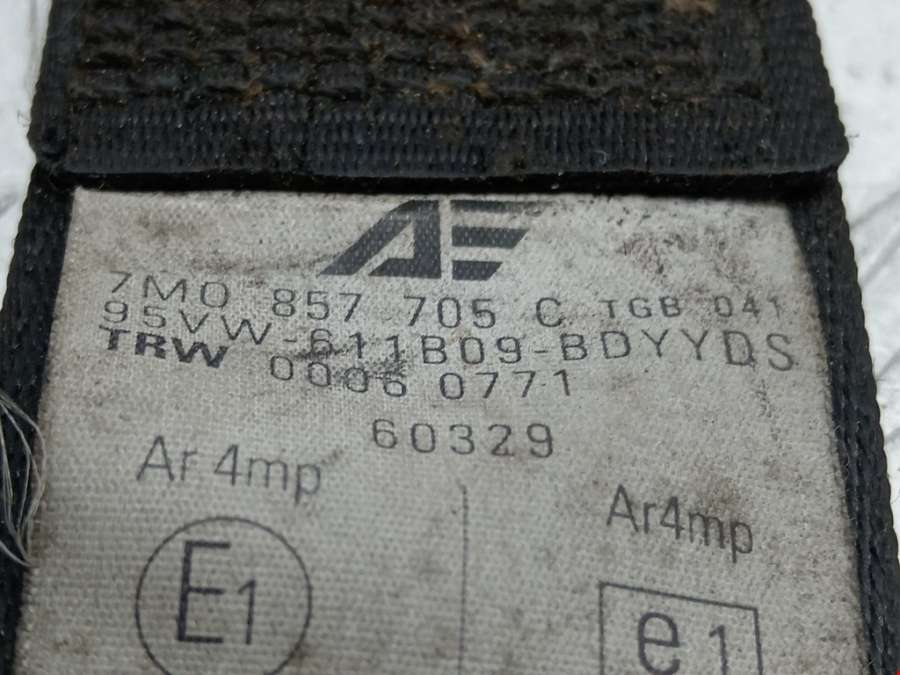 AE
7M0 857 705 C TGB 041
95VW-611B09-BDYYDS
TRW 0006 0771
60329
Ar 4mp
Ar4mp
E1
e1